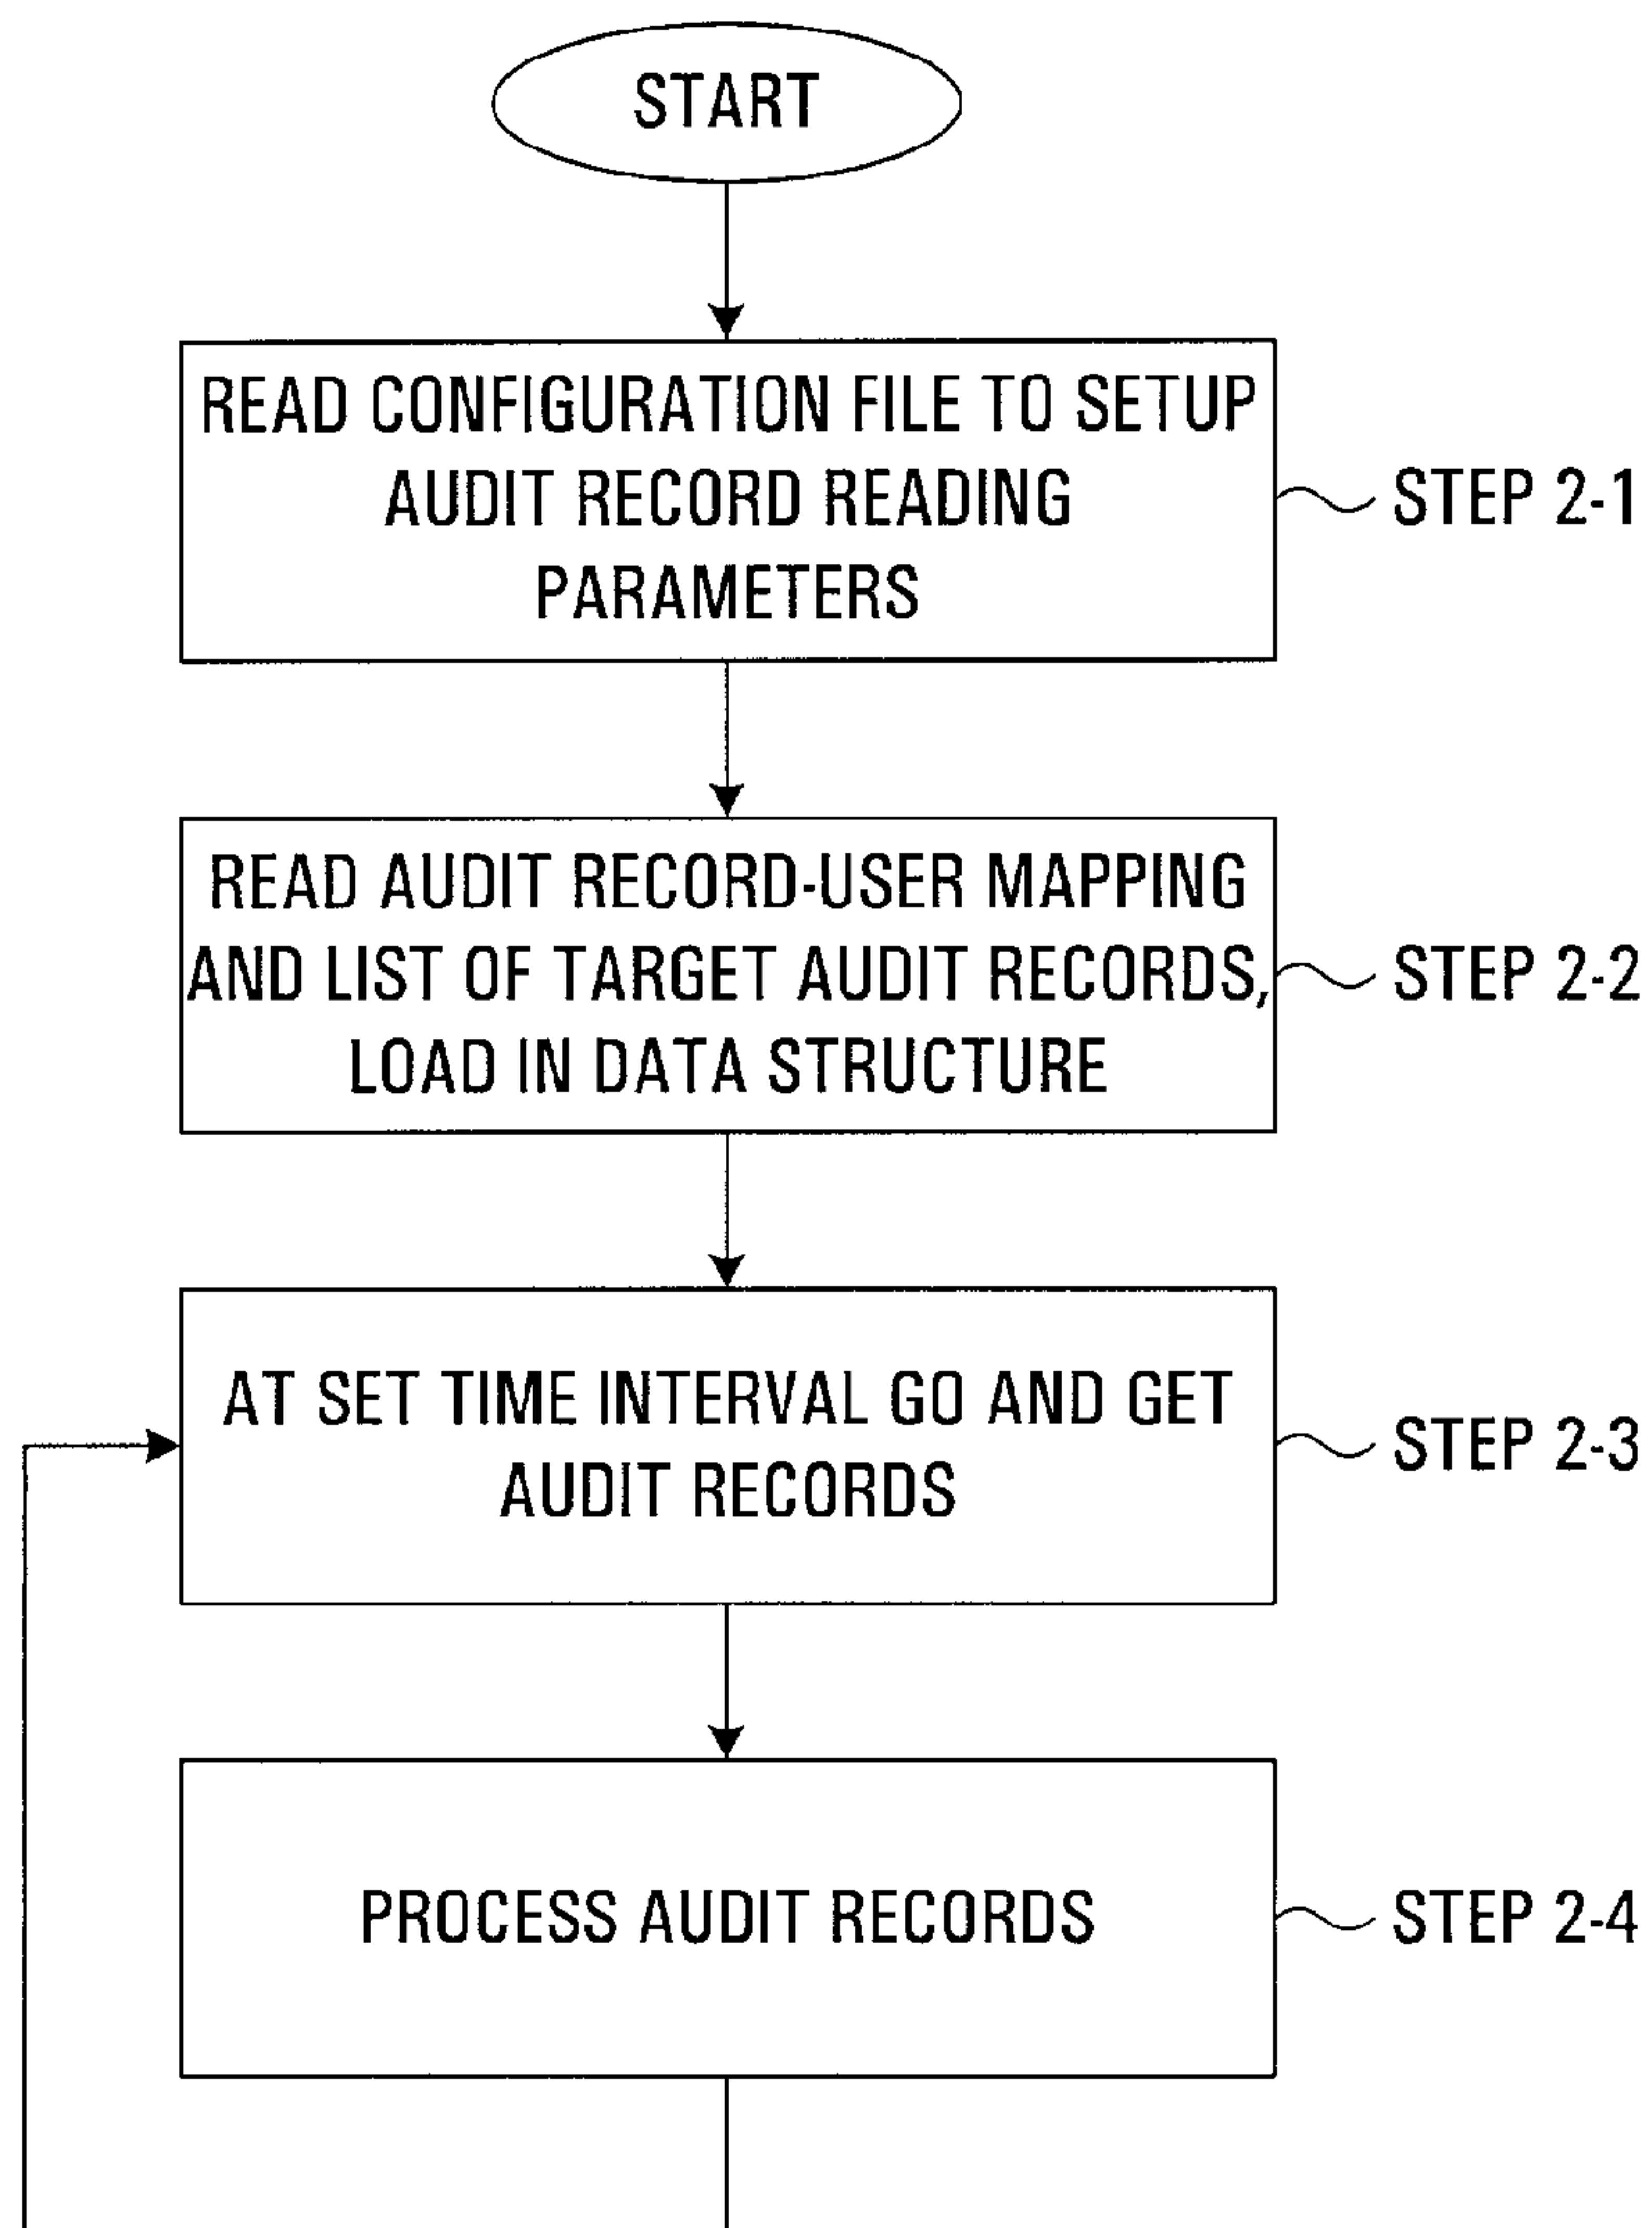 START
READ CONFIGURATION FILE TO SETUP
AUDIT RECORD READING
PARAMETERS
STEP 2-1
READ AUDIT RECORD-USER MAPPING
AND LIST OF TARGET AUDIT RECORDS,
LOAD IN DATA STRUCTURE
STEP 2-2
AT SET TIME INTERVAL GO AND GET
AUDIT RECORDS
STEP 2-3
PROCESS AUDIT RECORDS
STEP 2-4